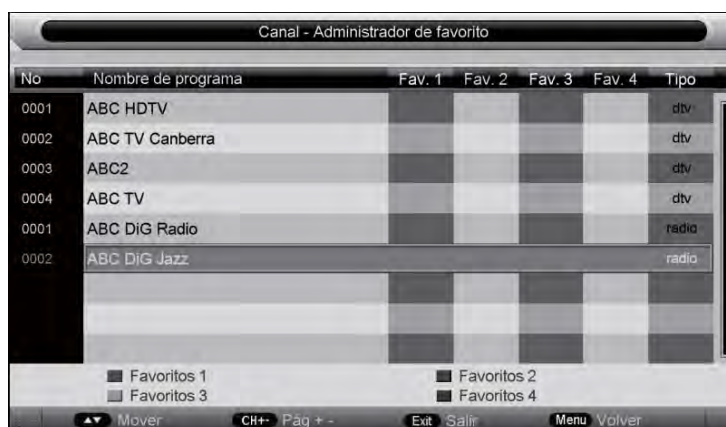 Canal - Administrador de favorito
No Nombre de programa Fav. 1 Fav. 2 Fav. 3 Fav. 4 Tipo
0001 ABC HDTV dtv
0002 ABC TV Canberra dtv
0003 ABC2 dtv
0004 ABC TV dtv
0001 ABC DiG Radio radio
0002 ABC DiG Jazz radio
Favoritos 1 Favoritos 2
Favoritos 3 Favoritos 4
Mover CH+- Pág + - Exit Salir Menu Volver